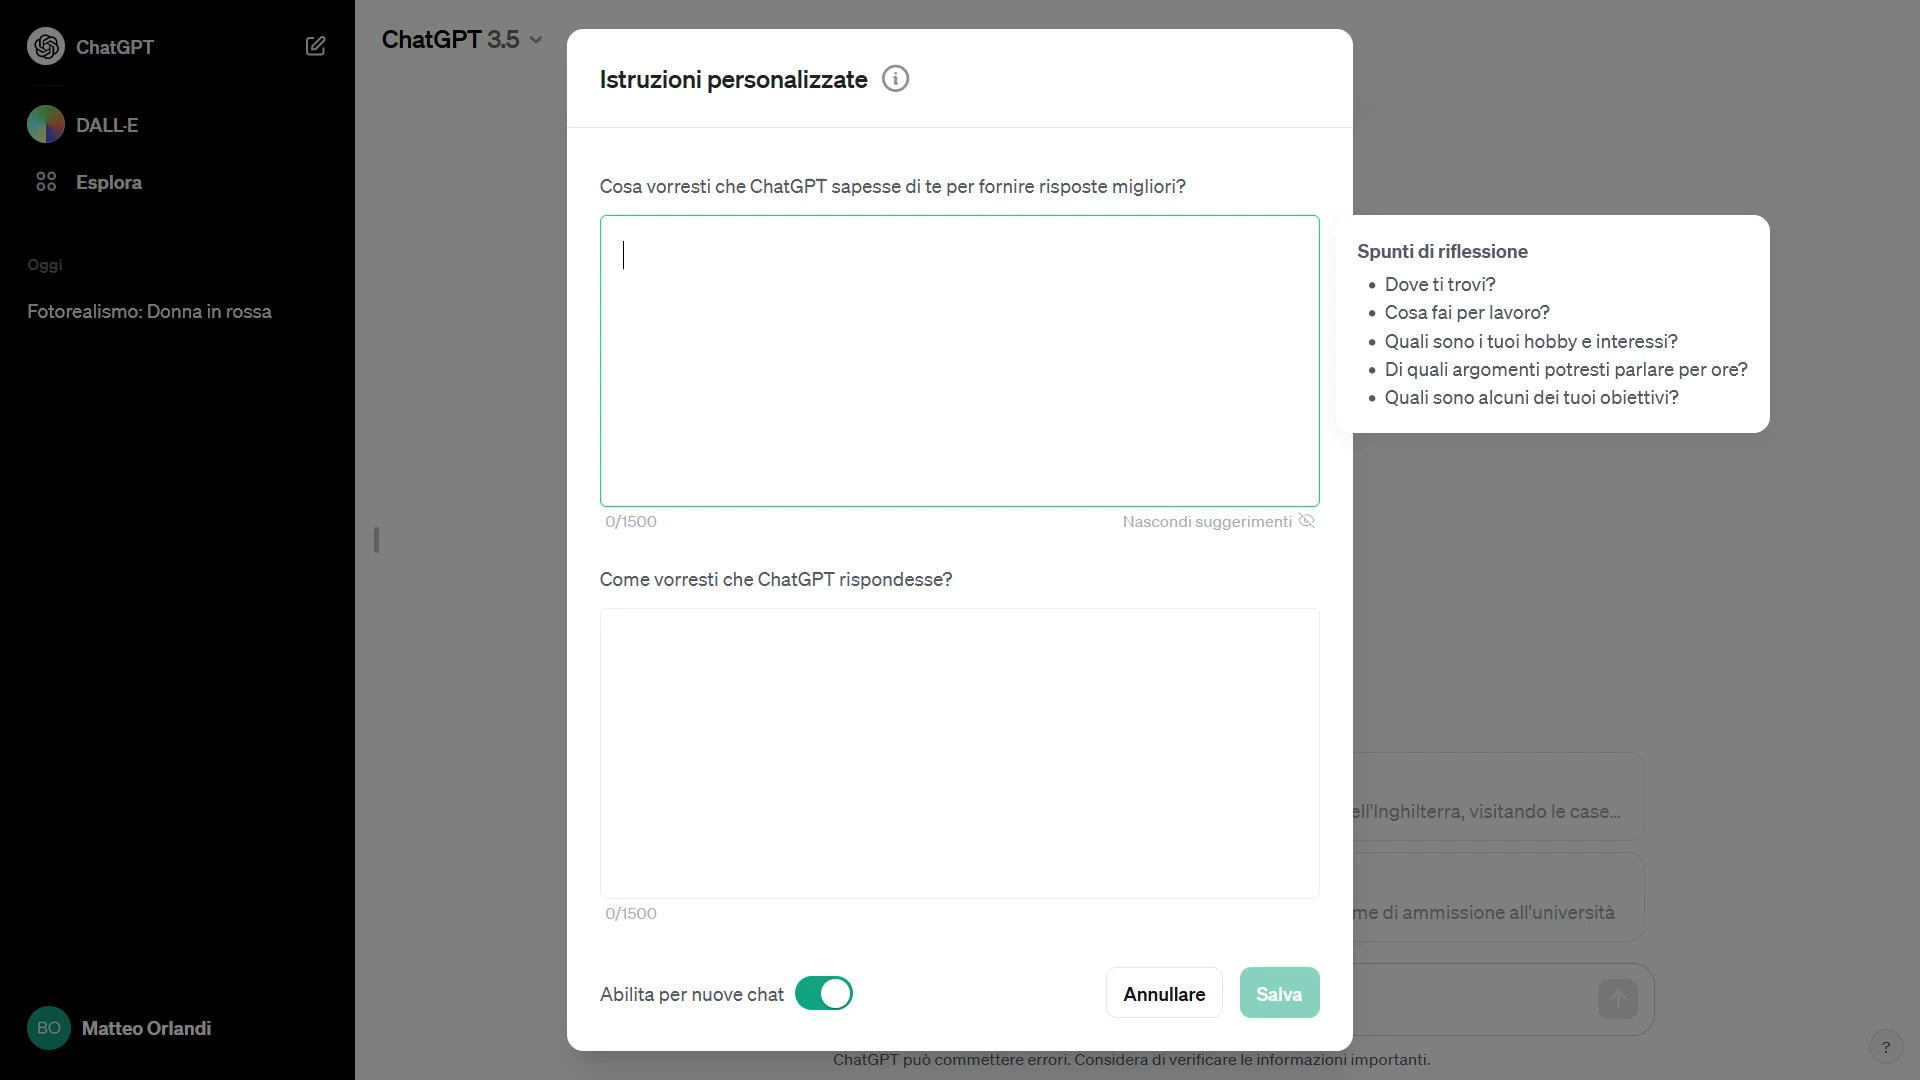 ChatGPT
DALL·E
Esplora
Oggi
Fotorealismo: Donna in rossa
BO
Matteo Orlandi
ChatGPT 3.5
Istruzioni personalizzate
Cosa vorresti che ChatGPT sapesse di te per fornire risposte migliori?
0/1500
Nascondi suggerimenti
Spunti di riflessione
• Dove ti trovi?
• Cosa fai per lavoro?
• Quali sono i tuoi hobby e interessi?
• Di quali argomenti potresti parlare per ore?
• Quali sono alcuni dei tuoi obiettivi?
Come vorresti che ChatGPT rispondesse?
0/1500
Abilita per nuove chat
Annullare
Salva
ell'Inghilterra, visitando le case...
me di ammissione all'università
ChatGPT può commettere errori. Considera di verificare le informazioni importanti.
?